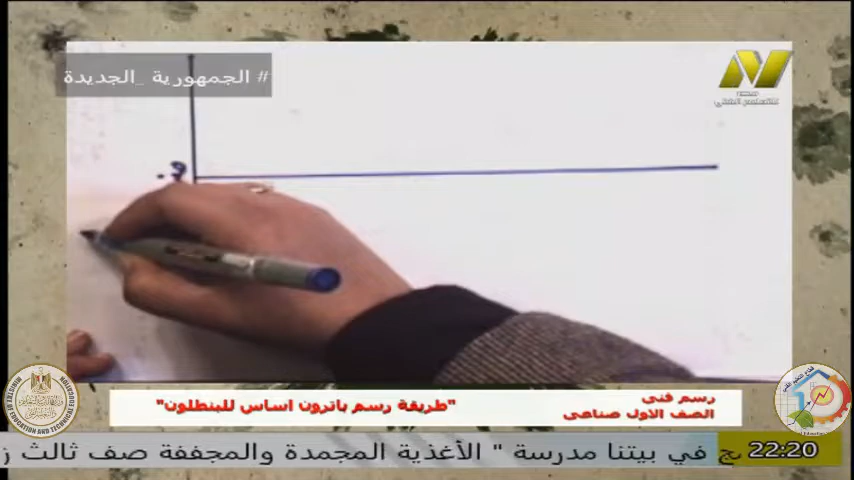 # الجمهورية _الجديدة
رسم فنى
الصف الاول صناعى
"طريقة رسم باترون اساس للبنطلون"
ج في بيتنا مدرسة " الأغذية المجمدة والمجففة صف ثالث ز
22:20